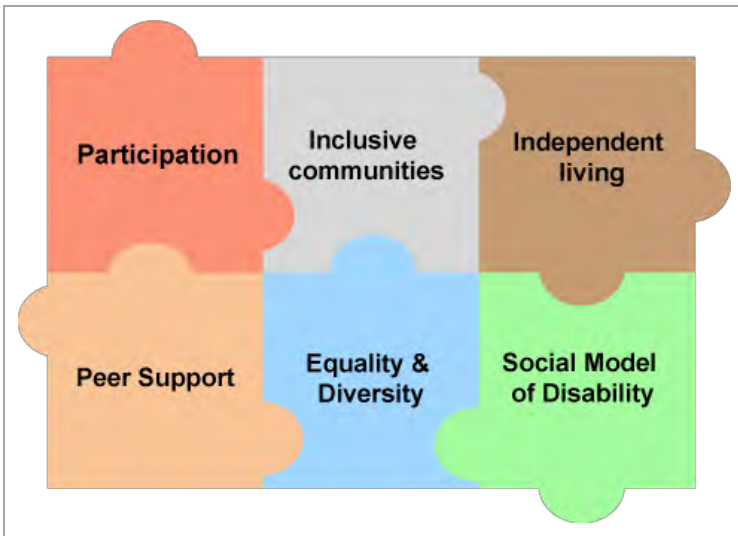 Participation
Inclusive
communities
Independent
living
Peer Support
Equality &
Diversity
Social Model
of Disability